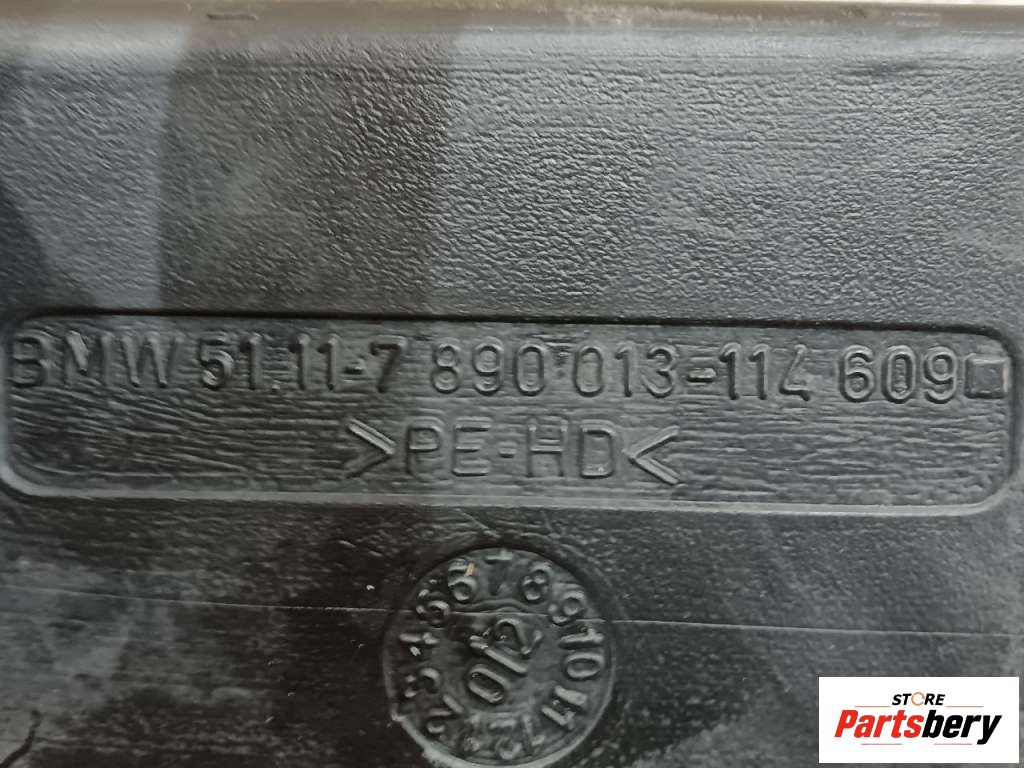 BMW 51.11-7 890 013-114 609
>PE-HD<
STORE
Partsbery